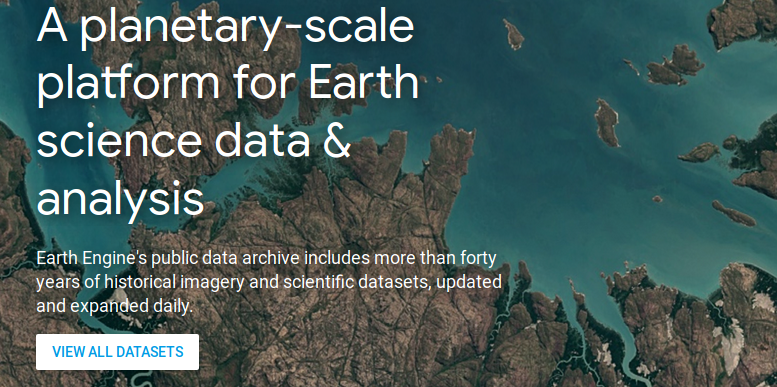 A planetary-scale
platform for Earth
science data &
analysis
Earth Engine's public data archive includes more than forty
years of historical imagery and scientific datasets, updated
and expanded daily.
VIEW ALL DATASETS